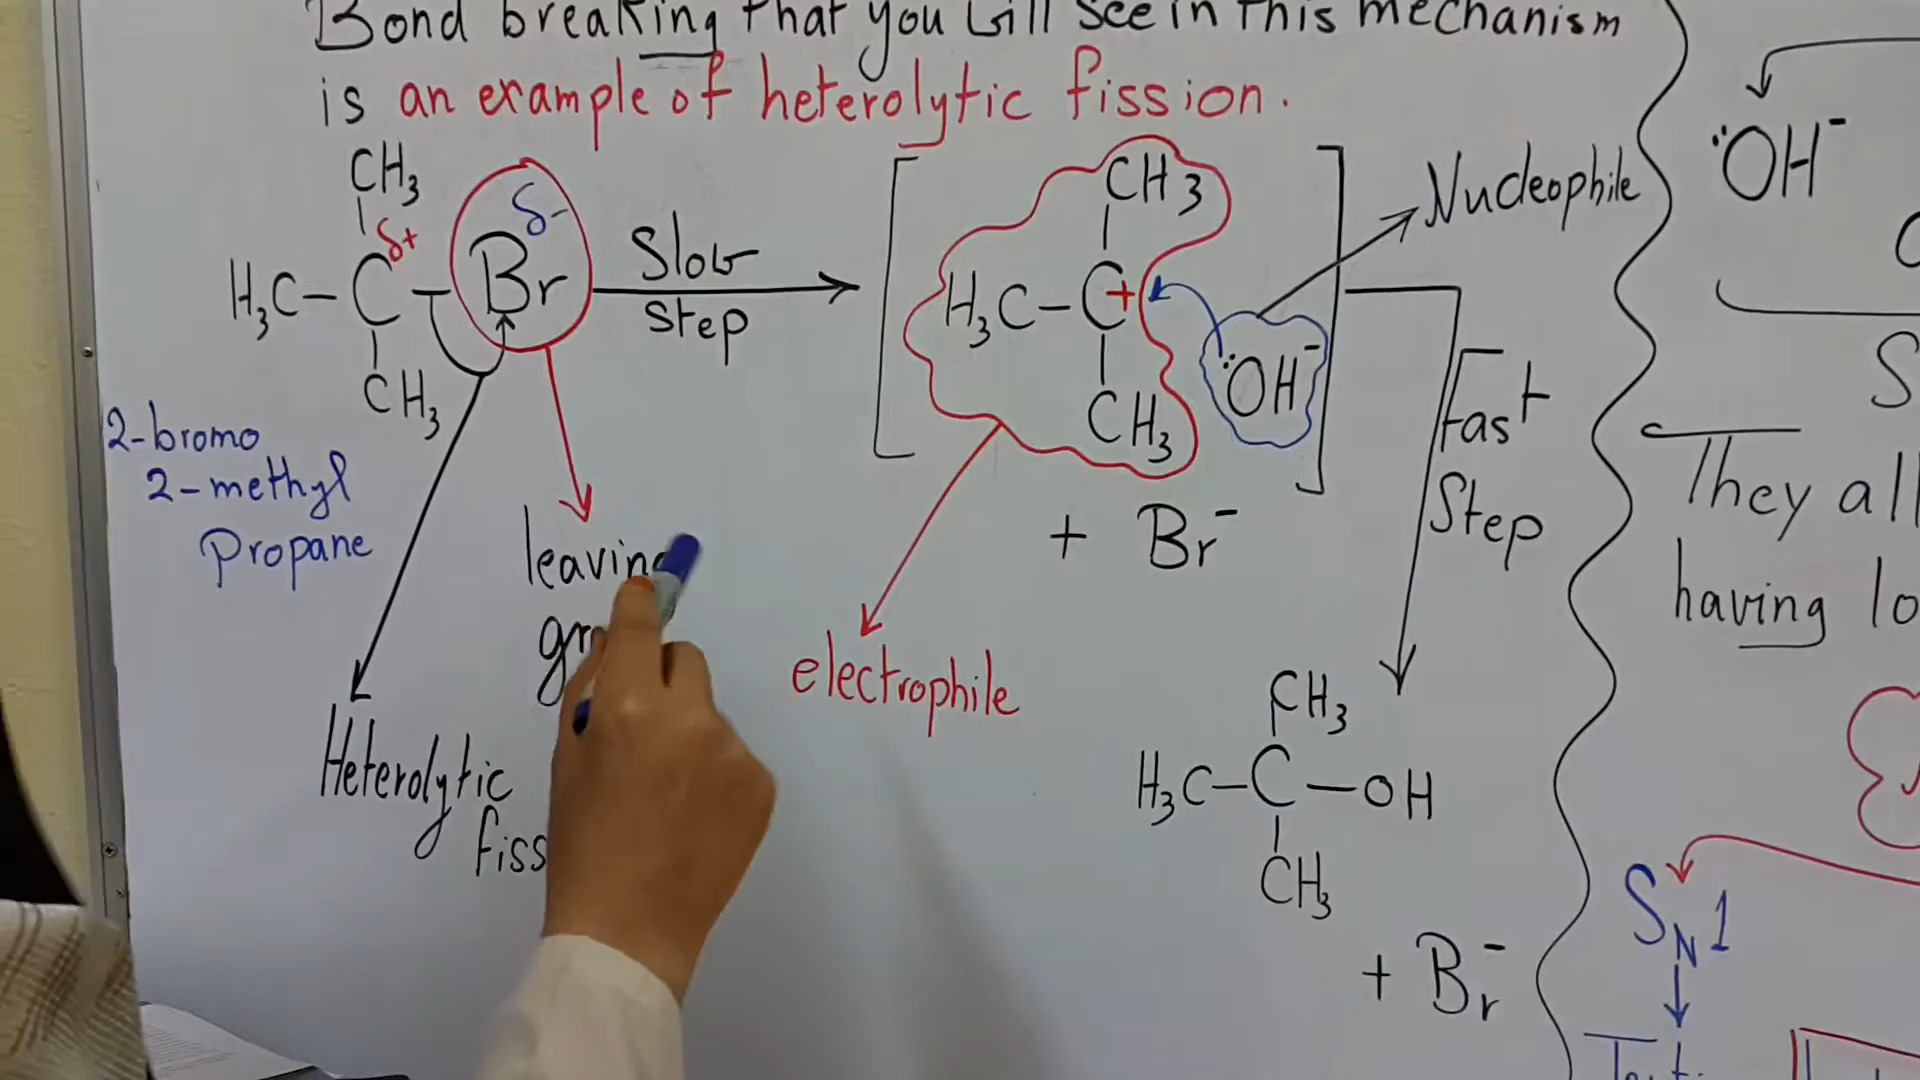 Bond breaking that you will see in this mechanism
is an example of heterolytic fission.
CH3
H3C–C–Br
δ+
δ-
CH3
2-bromo
2-methyl
Propane
Slow
Step
leaving
Heterolytic
CH3
H3C–C+
CH3
:OH-
Nucleophile
+ Br-
electrophile
Fast
Step
CH3
H3C–C–OH
CH3
+ Br-
:OH-
They all
having
SN1